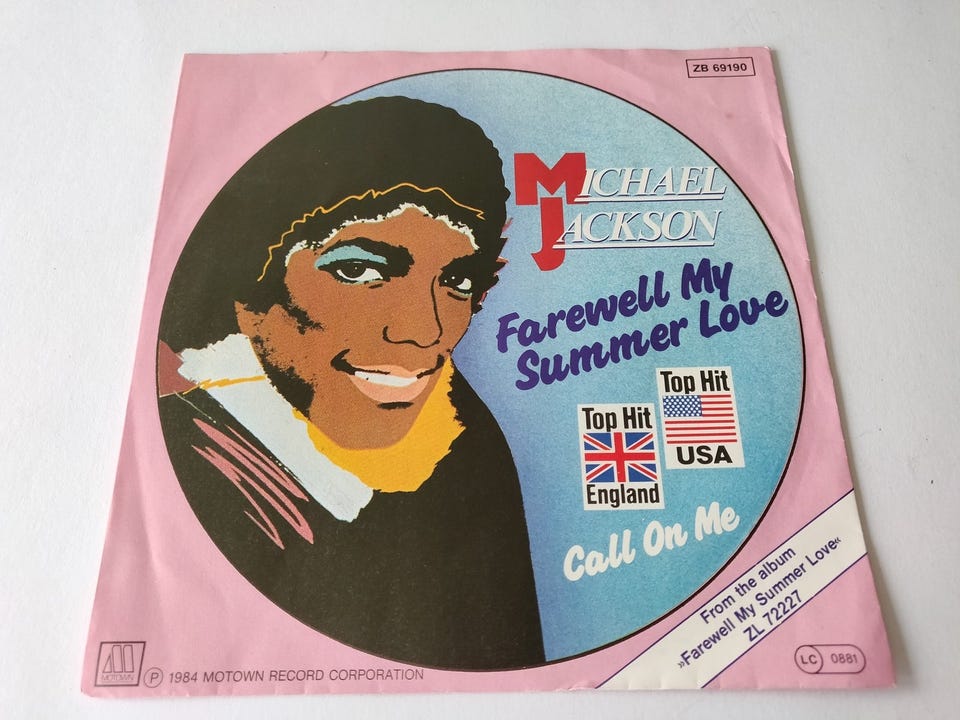 ZB 69190
MICHAEL
JACKSON
Farewell My
Summer Love
Top Hit
England
Top Hit
USA
Call On Me
From the album
»Farewell My Summer Love«
ZL 72227
MOTOWN
Ⓟ 1984 MOTOWN RECORD CORPORATION
LC 0881